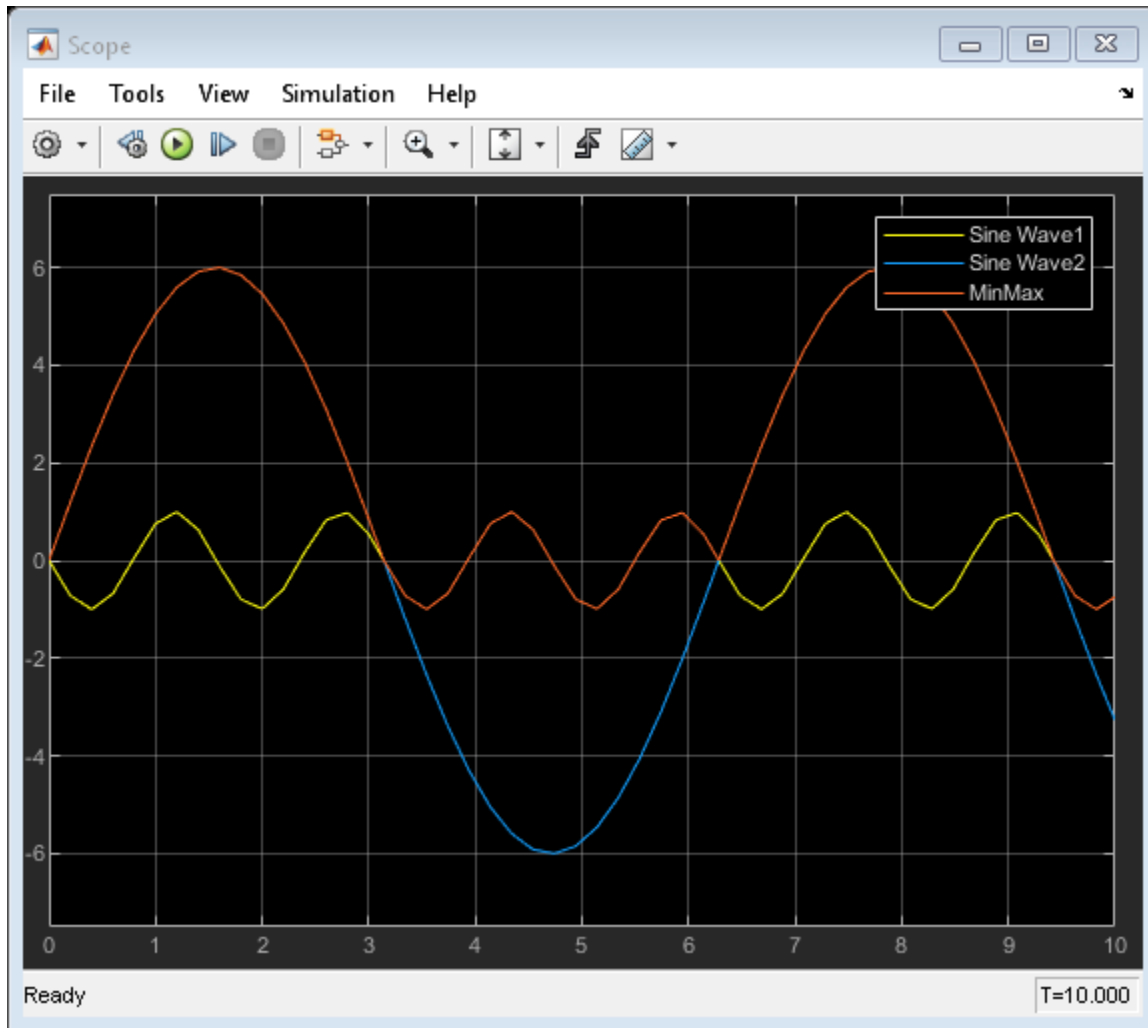 Scope
File Tools View Simulation Help
Sine Wave1
Sine Wave2
MinMax
6
4
2
0
-2
-4
-6
0 1 2 3 4 5 6 7 8 9 10
Ready T=10.000